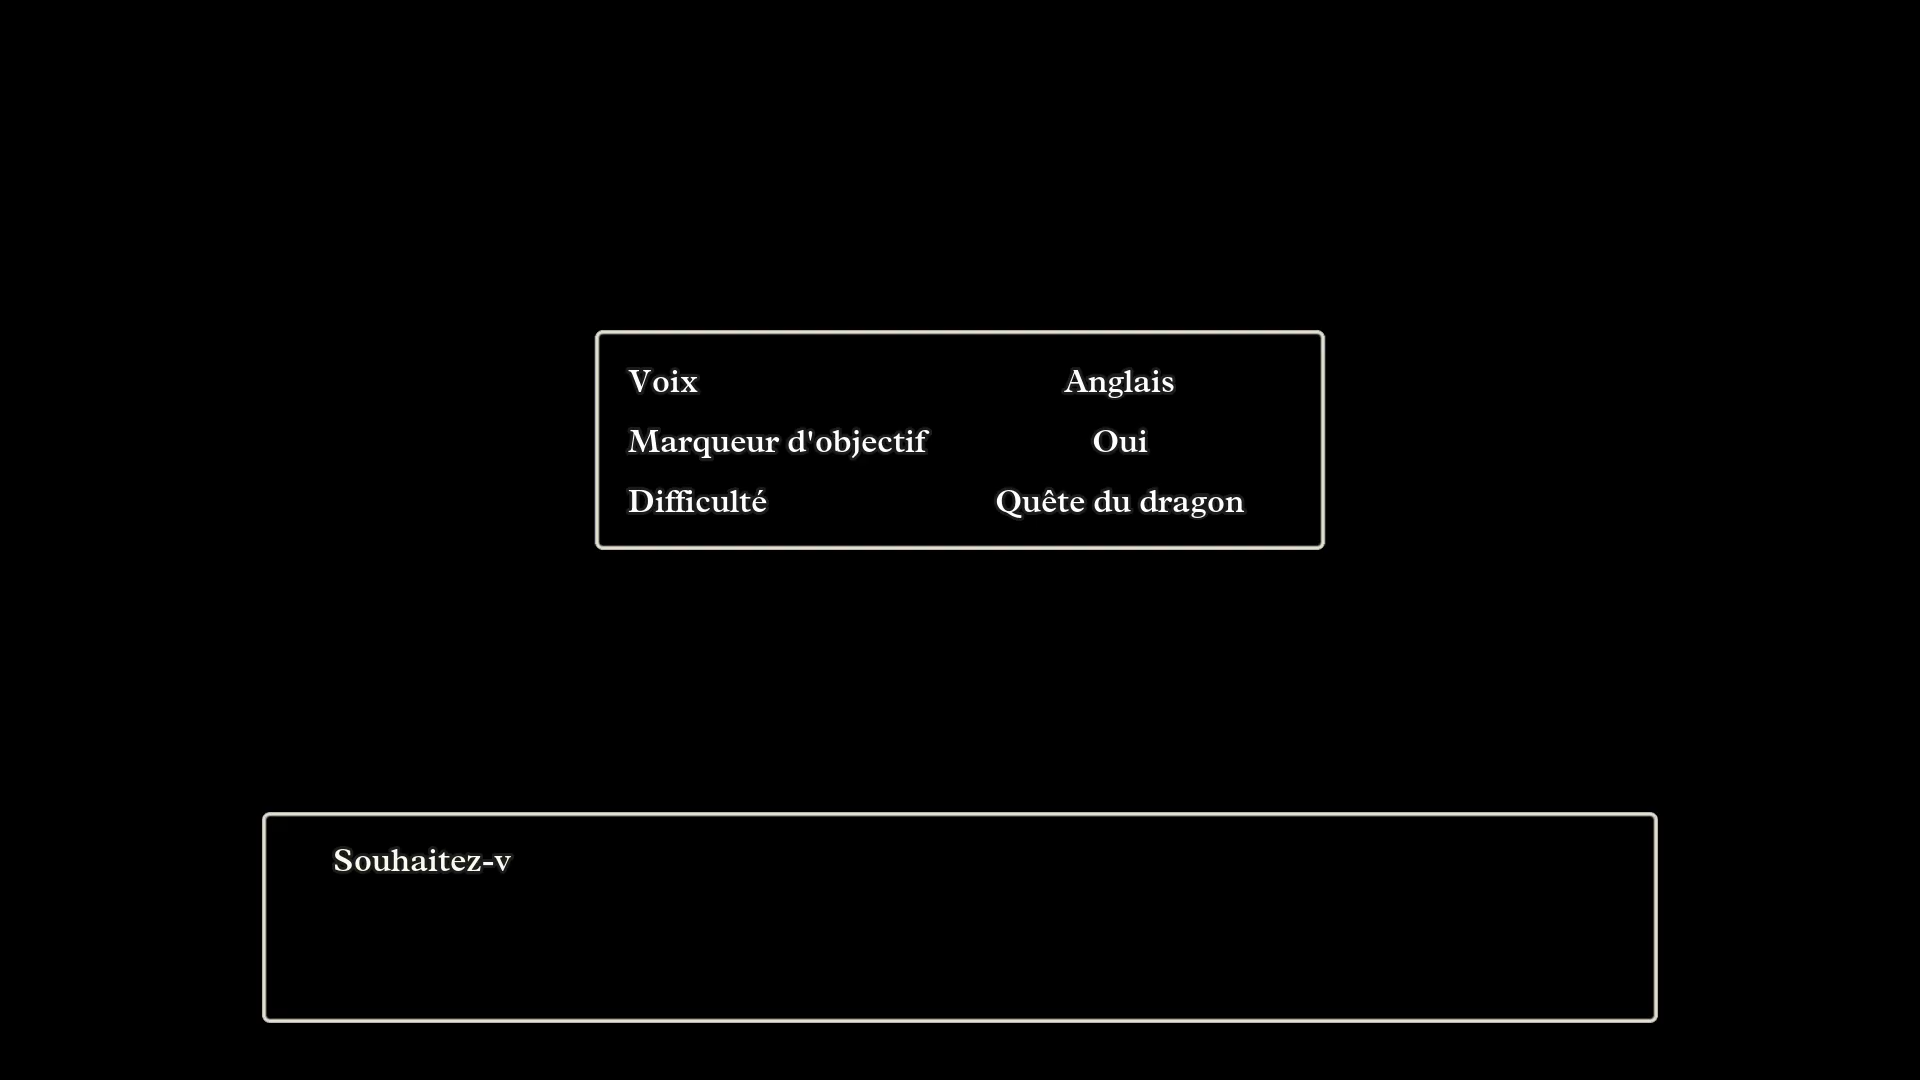 Voix Anglais
Marqueur d'objectif Oui
Difficulté Quête du dragon
Souhaitez-v